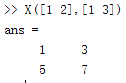 >> X([1 2],[1 3])
ans =
1 3
5 7